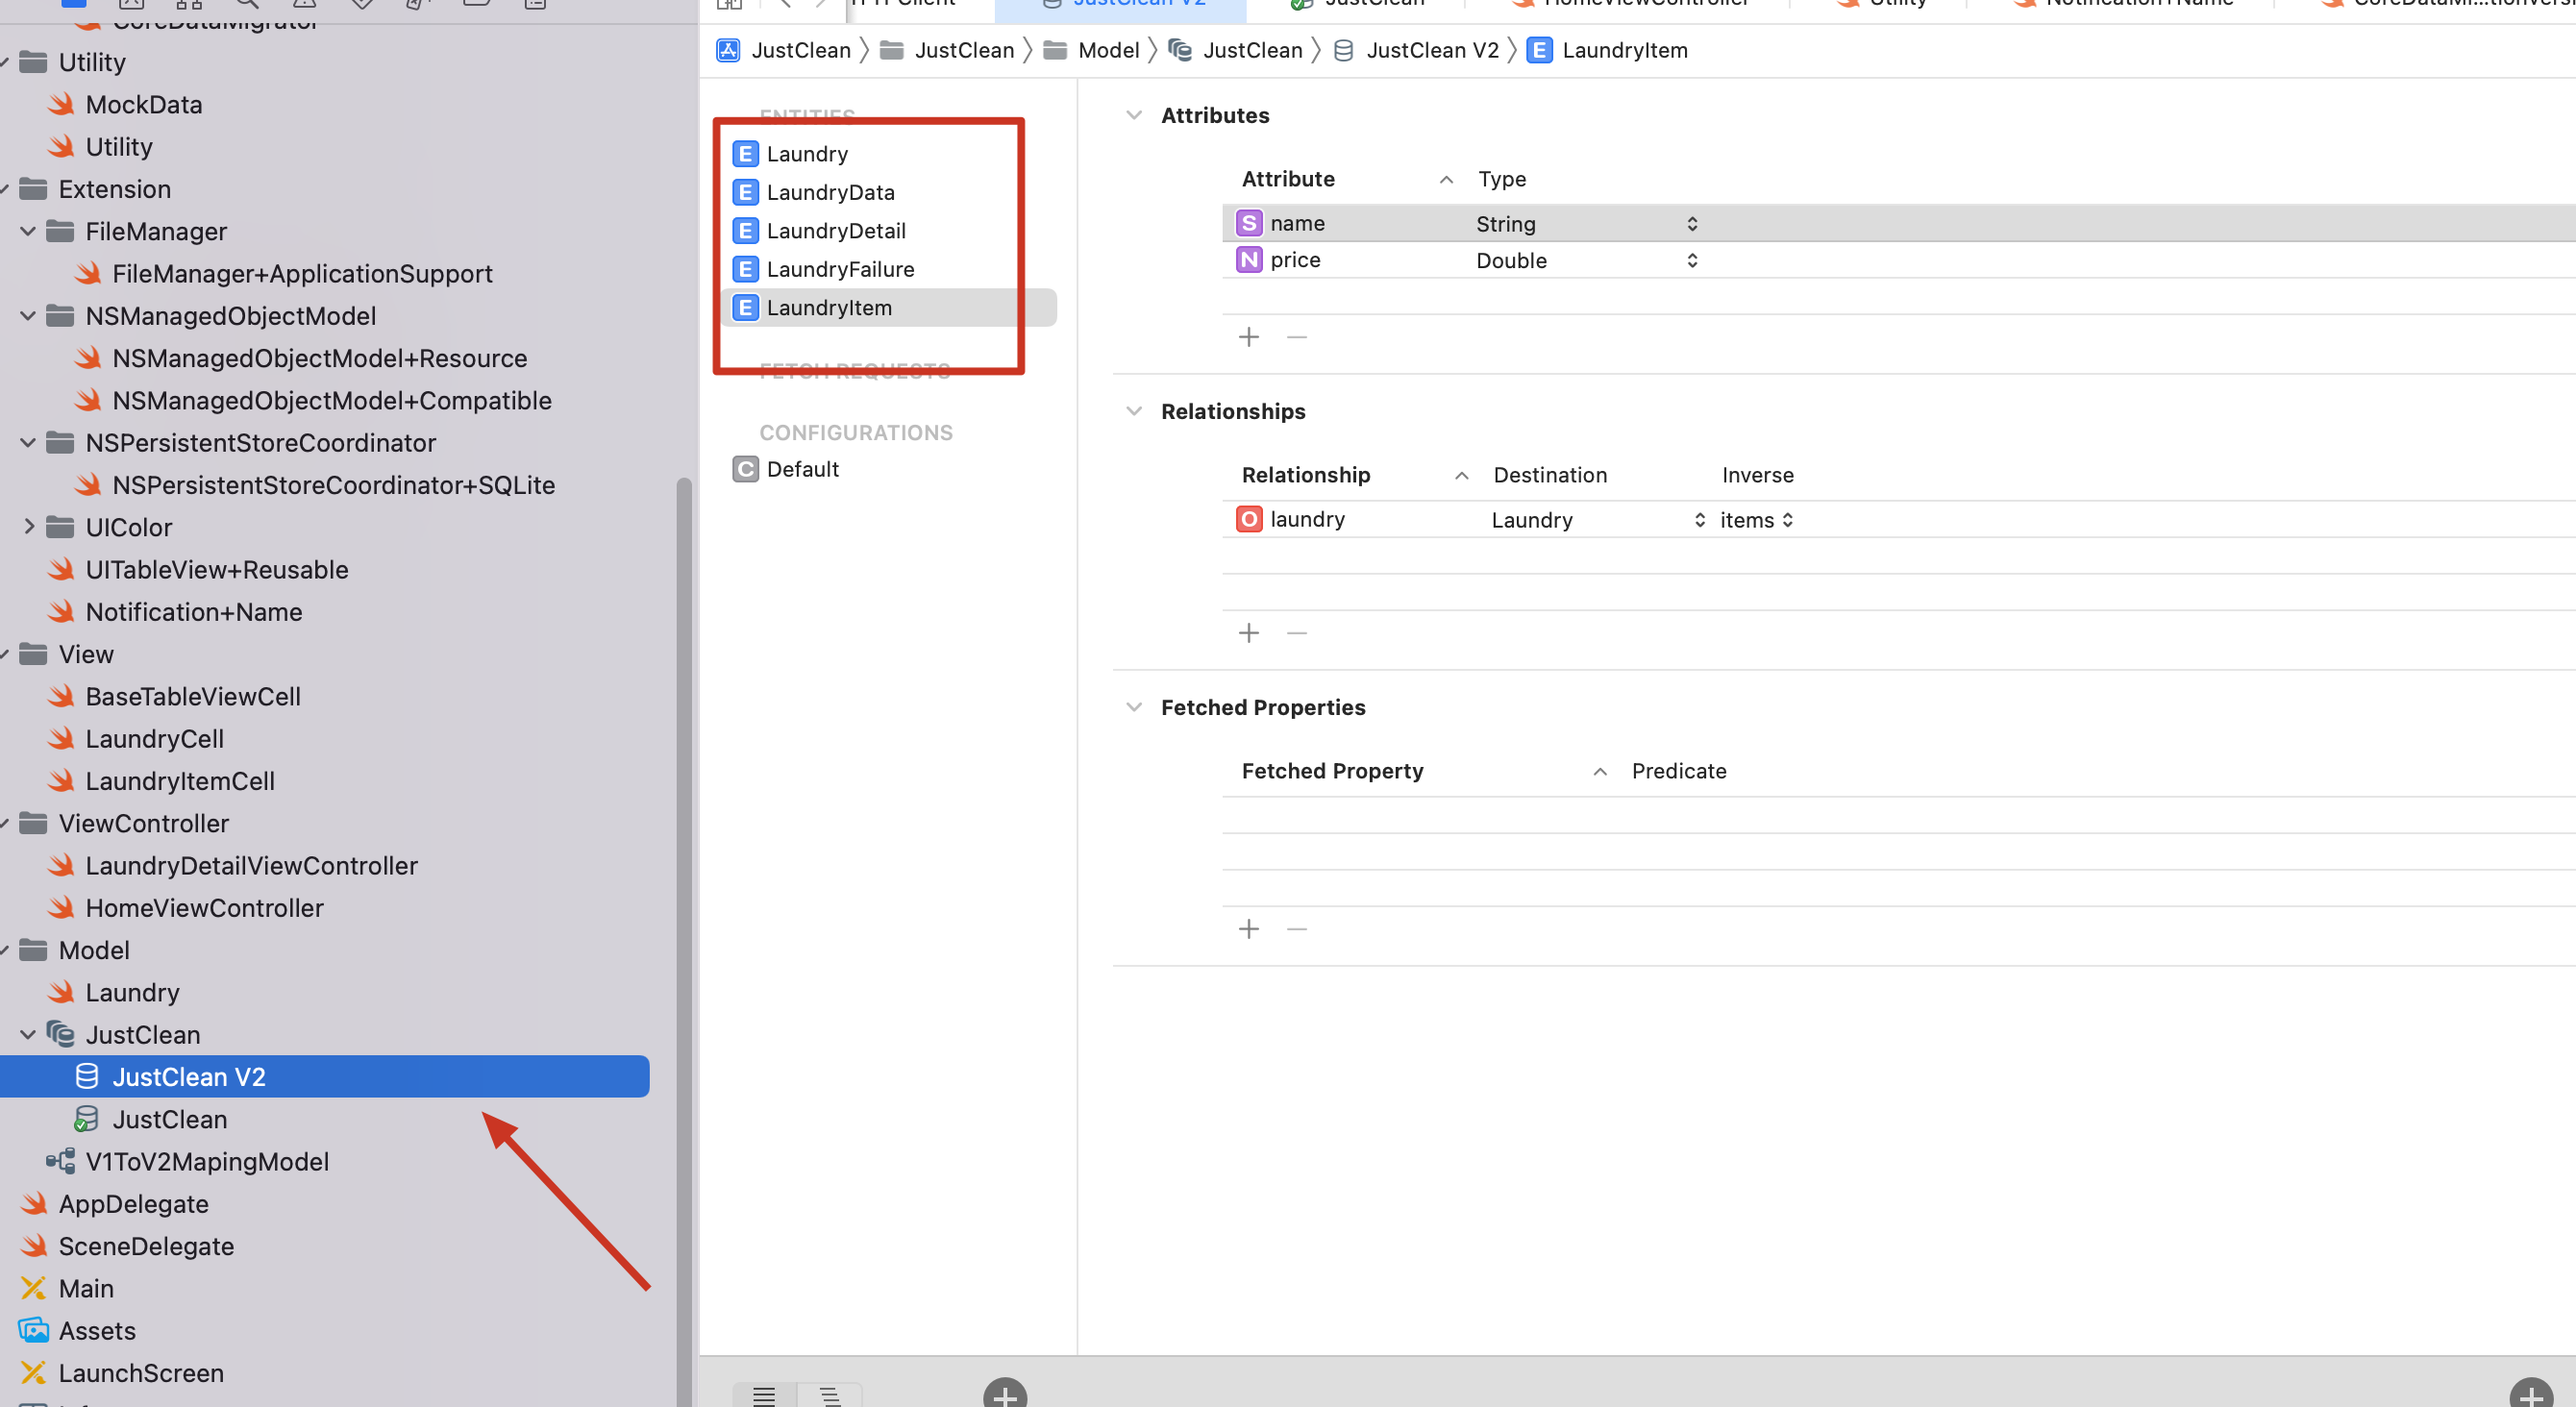 CoreDataMigrator
Utility
MockData
Utility
Extension
FileManager
FileManager+ApplicationSupport
NSManagedObjectModel
NSManagedObjectModel+Resource
NSManagedObjectModel+Compatible
NSPersistentStoreCoordinator
NSPersistentStoreCoordinator+SQLite
UIColor
UITableView+Reusable
Notification+Name
View
BaseTableViewCell
LaundryCell
LaundryItemCell
ViewController
LaundryDetailViewController
HomeViewController
Model
Laundry
JustClean
JustClean V2
JustClean
V1ToV2MapingModel
AppDelegate
SceneDelegate
Main
Assets
LaunchScreen
Client JustClean V2 JustClean HomeViewController Utility Notification+Name
JustClean JustClean Model JustClean JustClean V2 E LaundryItem
ENTITIES
E Laundry
E LaundryData
E LaundryDetail
E LaundryFailure
E LaundryItem
FETCH REQUESTS
CONFIGURATIONS
C Default
Attributes
Attribute Type
S name String
N price Double
Relationships
Relationship Destination Inverse
O laundry Laundry items
Fetched Properties
Fetched Property Predicate